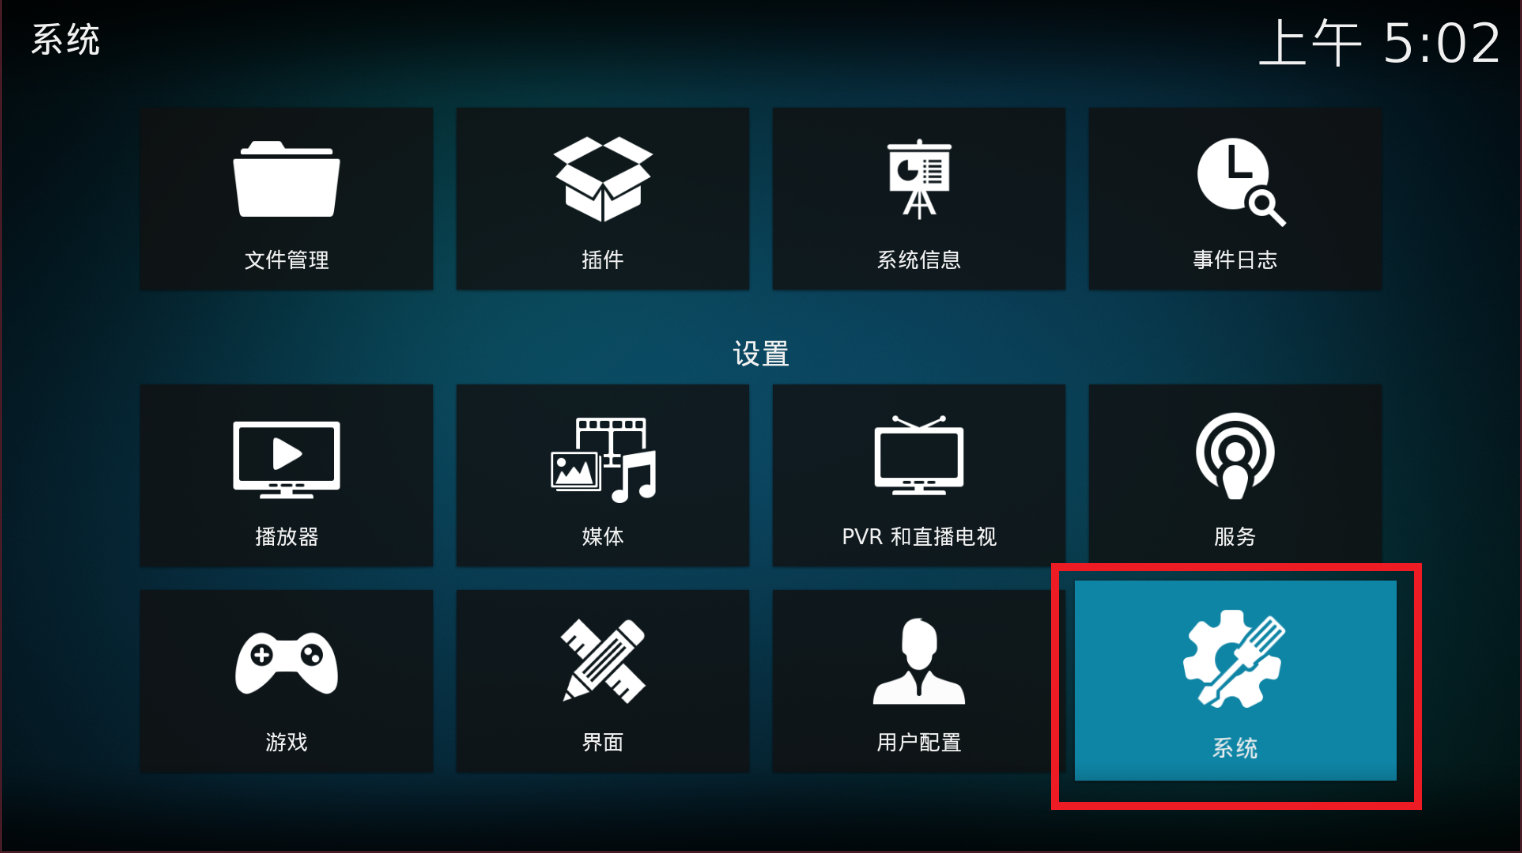 系统
上午 5:02
文件管理
插件
系统信息
事件日志
设置
播放器
媒体
PVR 和直播电视
服务
游戏
界面
用户配置
系统